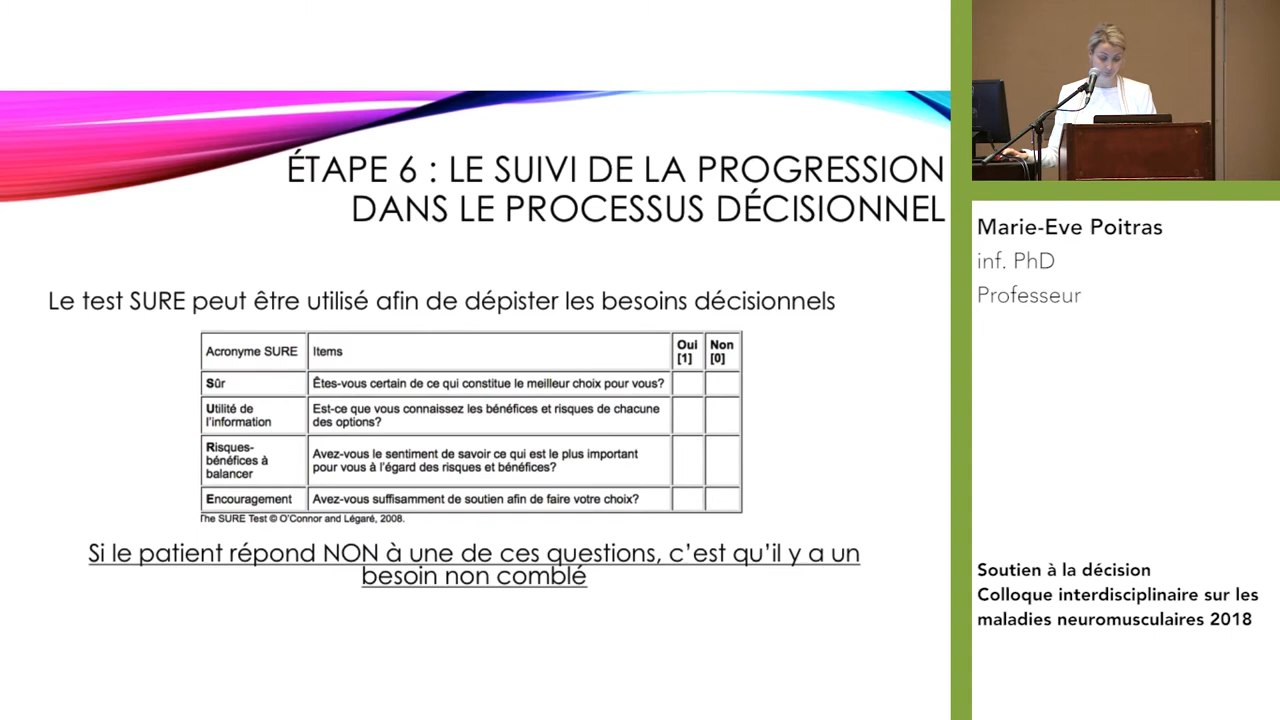 ÉTAPE 6 : LE SUIVI DE LA PROGRESSION
DANS LE PROCESSUS DÉCISIONNEL
Le test SURE peut être utilisé afin de dépister les besoins décisionnels
Acronyme SURE Items Oui [1] Non [0]
Sûr Êtes-vous certain de ce qui constitue le meilleur choix pour vous?
Utilité de l'information Est-ce que vous connaissez les bénéfices et risques de chacune
des options?
Risques-bénéfices à balancer Avez-vous le sentiment de savoir ce qui est le plus important
pour vous à l'égard des risques et bénéfices?
Encouragement Avez-vous suffisamment de soutien afin de faire votre choix?
The SURE Test © O'Connor and Légaré, 2008.
Si le patient répond NON à une de ces questions, c'est qu'il y a un
besoin non comblé
Marie-Eve Poitras
inf. PhD
Professeur
Soutien à la décision
Colloque interdisciplinaire sur les
maladies neuromusculaires 2018